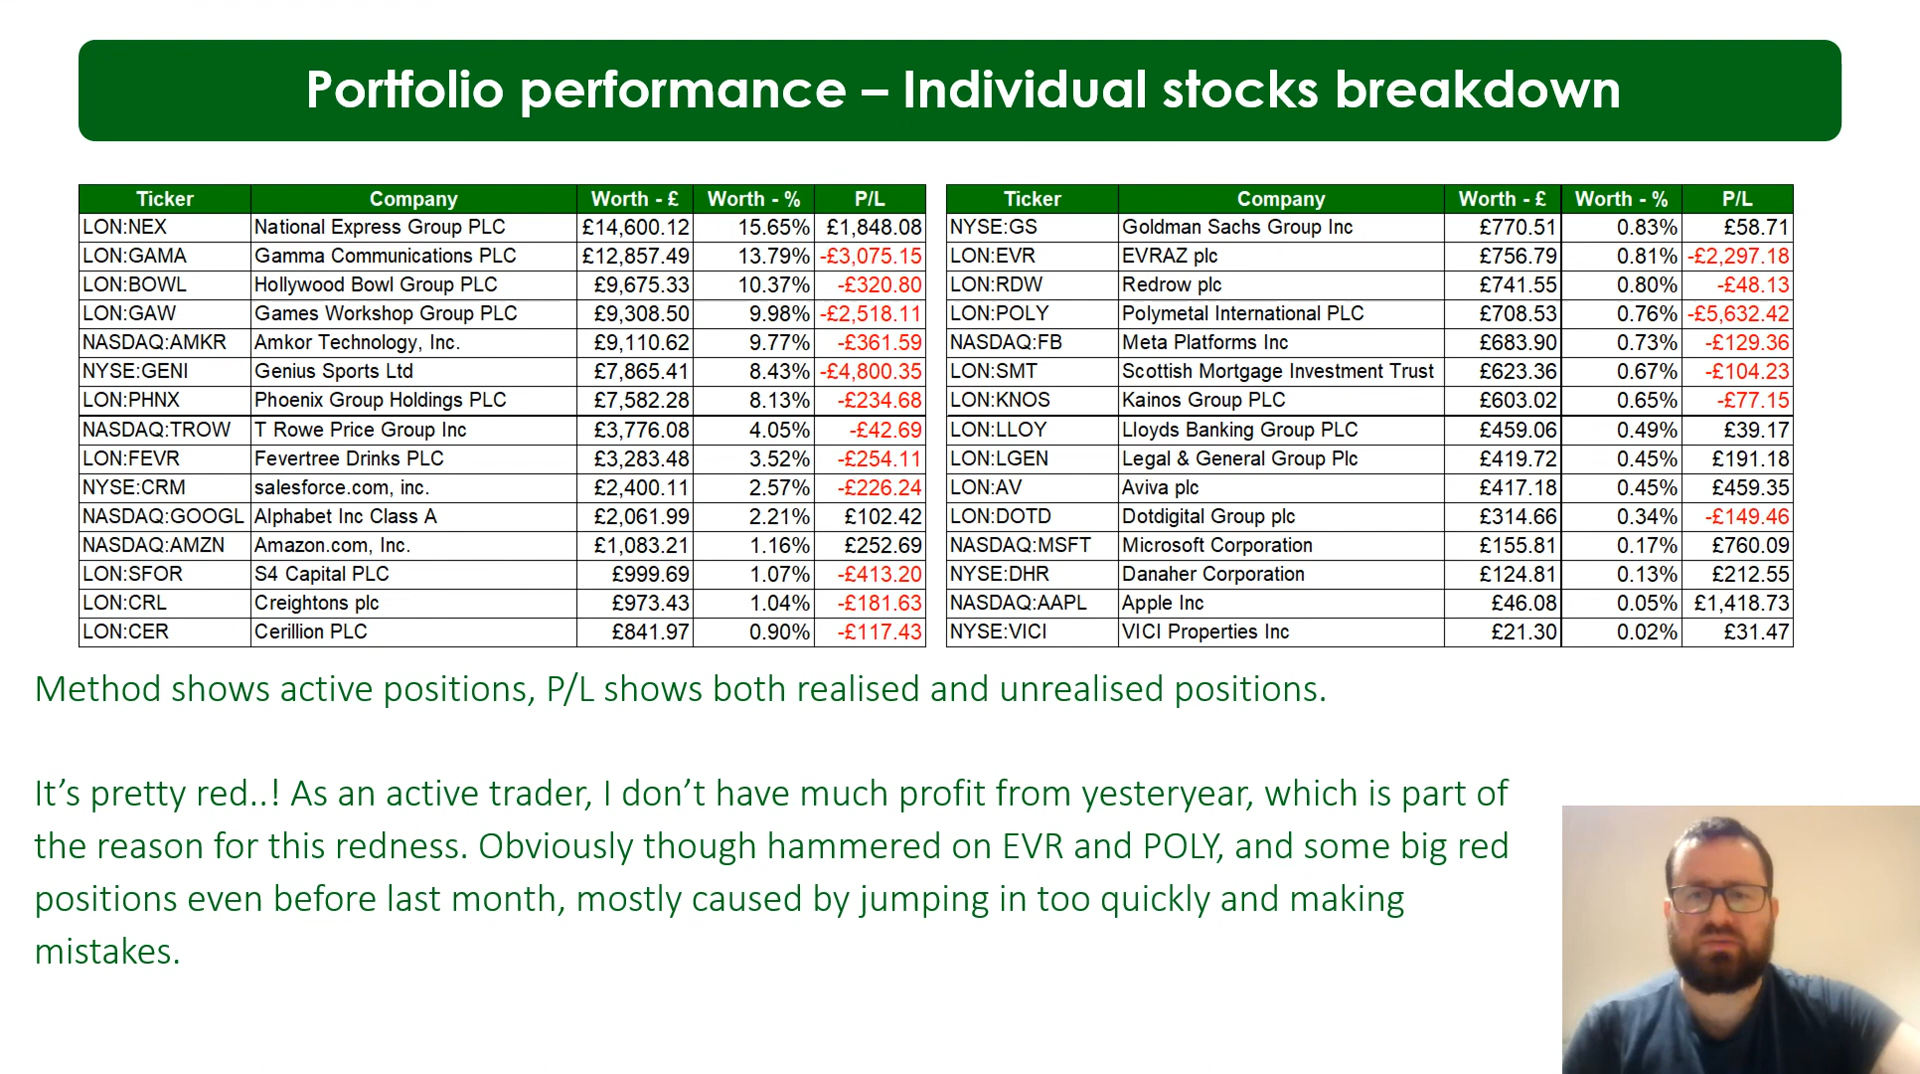 Portfolio performance – Individual stocks breakdown
Ticker Company Worth - £ Worth - % P/L
LON:NEX National Express Group PLC £14,600.12 15.65% £1,848.08
LON:GAMA Gamma Communications PLC £12,857.49 13.79% -£3,075.15
LON:BOWL Hollywood Bowl Group PLC £9,675.33 10.37% -£320.80
LON:GAW Games Workshop Group PLC £9,308.50 9.98% -£2,518.11
NASDAQ:AMKR Amkor Technology, Inc. £9,110.62 9.77% -£361.59
NYSE:GENI Genius Sports Ltd £7,865.41 8.43% -£4,800.35
LON:PHNX Phoenix Group Holdings PLC £7,582.28 8.13% -£234.68
NASDAQ:TROW T Rowe Price Group Inc £3,776.08 4.05% -£42.69
LON:FEVR Fevertree Drinks PLC £3,283.48 3.52% -£254.11
NYSE:CRM salesforce.com, inc. £2,400.11 2.57% -£226.24
NASDAQ:GOOGL Alphabet Inc Class A £2,061.99 2.21% £102.42
NASDAQ:AMZN Amazon.com, Inc. £1,083.21 1.16% £252.69
LON:SFOR S4 Capital PLC £999.69 1.07% -£413.20
LON:CRL Creightons plc £973.43 1.04% -£181.63
LON:CER Cerillion PLC £841.97 0.90% -£117.43
Ticker Company Worth - £ Worth - % P/L
NYSE:GS Goldman Sachs Group Inc £770.51 0.83% £58.71
LON:EVR EVRAZ plc £756.79 0.81% -£2,297.18
LON:RDW Redrow plc £741.55 0.80% -£48.13
LON:POLY Polymetal International PLC £708.53 0.76% -£5,632.42
NASDAQ:FB Meta Platforms Inc £683.90 0.73% -£129.36
LON:SMT Scottish Mortgage Investment Trust £623.36 0.67% -£104.23
LON:KNOS Kainos Group PLC £603.02 0.65% -£77.15
LON:LLOY Lloyds Banking Group PLC £459.06 0.49% £39.17
LON:LGEN Legal & General Group Plc £419.72 0.45% £191.18
LON:AV Aviva plc £417.18 0.45% £459.35
LON:DOTD Dotdigital Group plc £314.66 0.34% -£149.46
NASDAQ:MSFT Microsoft Corporation £155.81 0.17% £760.09
NYSE:DHR Danaher Corporation £124.81 0.13% £212.55
NASDAQ:AAPL Apple Inc £46.08 0.05% £1,418.73
NYSE:VICI VICI Properties Inc £21.30 0.02% £31.47
Method shows active positions, P/L shows both realised and unrealised positions.
It’s pretty red..! As an active trader, I don’t have much profit from yesteryear, which is part of
the reason for this redness. Obviously though hammered on EVR and POLY, and some big red
positions even before last month, mostly caused by jumping in too quickly and making
mistakes.